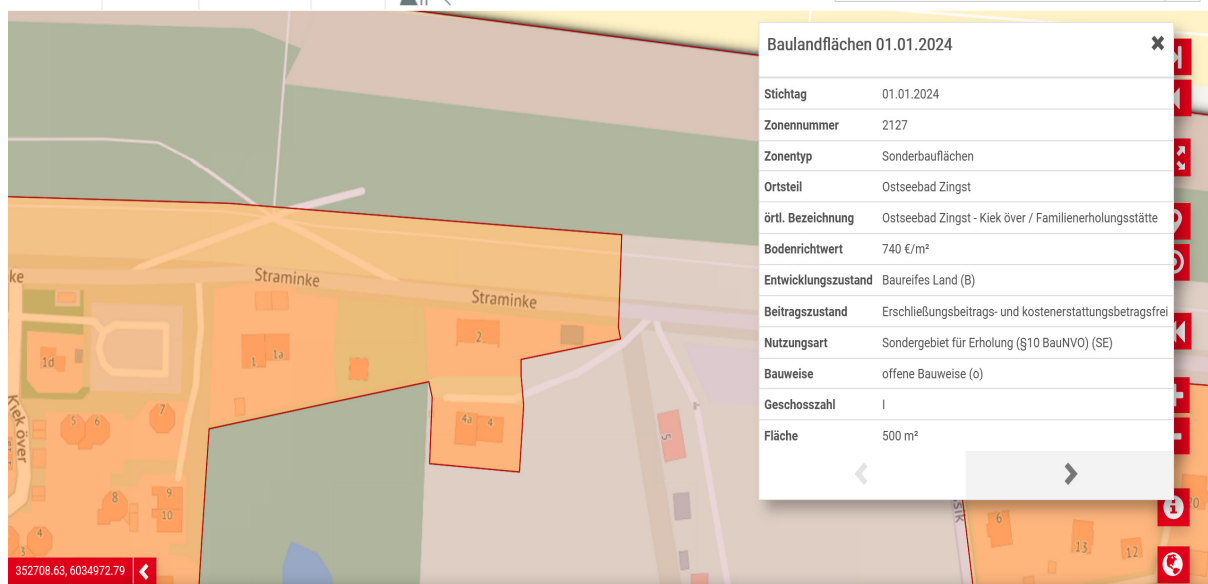 Baulandflächen 01.01.2024
Stichtag 01.01.2024
Zonennummer 2127
Zonentyp Sonderbauflächen
Ortsteil Ostseebad Zingst
örtl. Bezeichnung Ostseebad Zingst - Kiek över / Familienerholungsstätte
Bodenrichtwert 740 €/m²
Entwicklungszustand Baureifes Land (B)
Beitragszustand Erschließungsbeitrags- und kostenerstattungsbetragsfrei
Nutzungsart Sondergebiet für Erholung (§10 BauNVO) (SE)
Bauweise offene Bauweise (o)
Geschosszahl I
Fläche 500 m²
ke
Straminke
Straminke
1d
1
1a
2
Kiek över
5
6
7
4a
4
5
8
9
10
4
3
sik
6
13
12
20
352708.63, 6034972.79